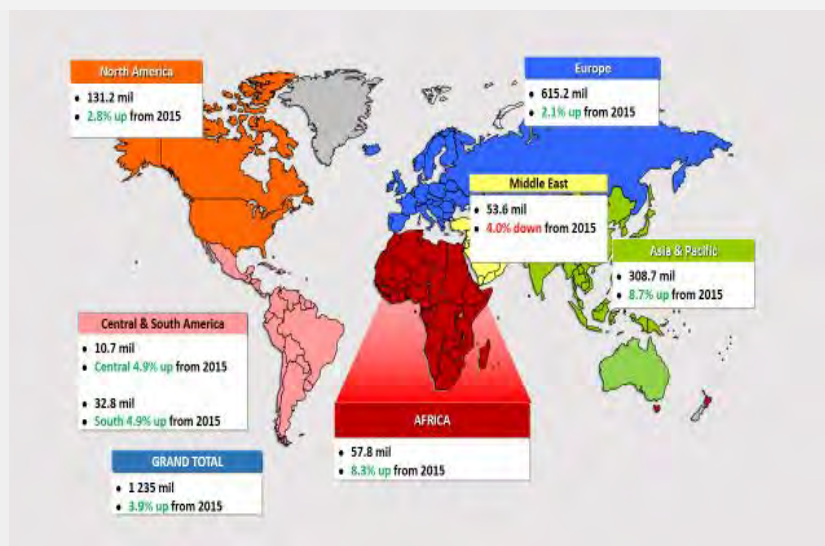 North America
• 131.2 mil
• 2.8% up from 2015
Europe
• 615.2 mil
• 2.1% up from 2015
Middle East
• 53.6 mil
• 4.0% down from 2015
Asia & Pacific
• 308.7 mil
• 8.7% up from 2015
Central & South America
• 10.7 mil
• Central 4.9% up from 2015
• 32.8 mil
• South 4.9% up from 2015
AFRICA
• 57.8 mil
• 8.3% up from 2015
GRAND TOTAL
• 1 235 mil
• 3.9% up from 2015